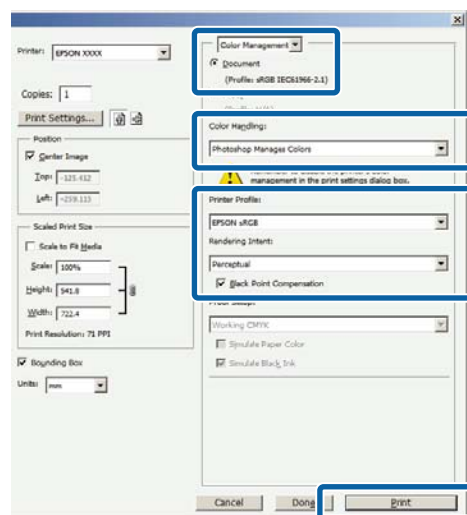 Printer: EPSON XXXX
Copies: 1
Print Settings...
Position
Center Image
Top: -125.412
Left: -259.115
Scaled Print Size
Scale to Fit Media
Scale: 100%
Height: 541.8
Width: 722.4
Print Resolution: 71 PPI
Bounding Box
Units: mm
Color Management
Document
(Profile: sRGB IEC61966-2.1)
Color Handling:
Photoshop Manages Colors
management in the print settings dialog box.
Printer Profile:
EPSON sRGB
Rendering Intent:
Perceptual
Black Point Compensation
Working CMYK
Simulate Paper Color
Simulate Black Ink
Cancel
Done
Print